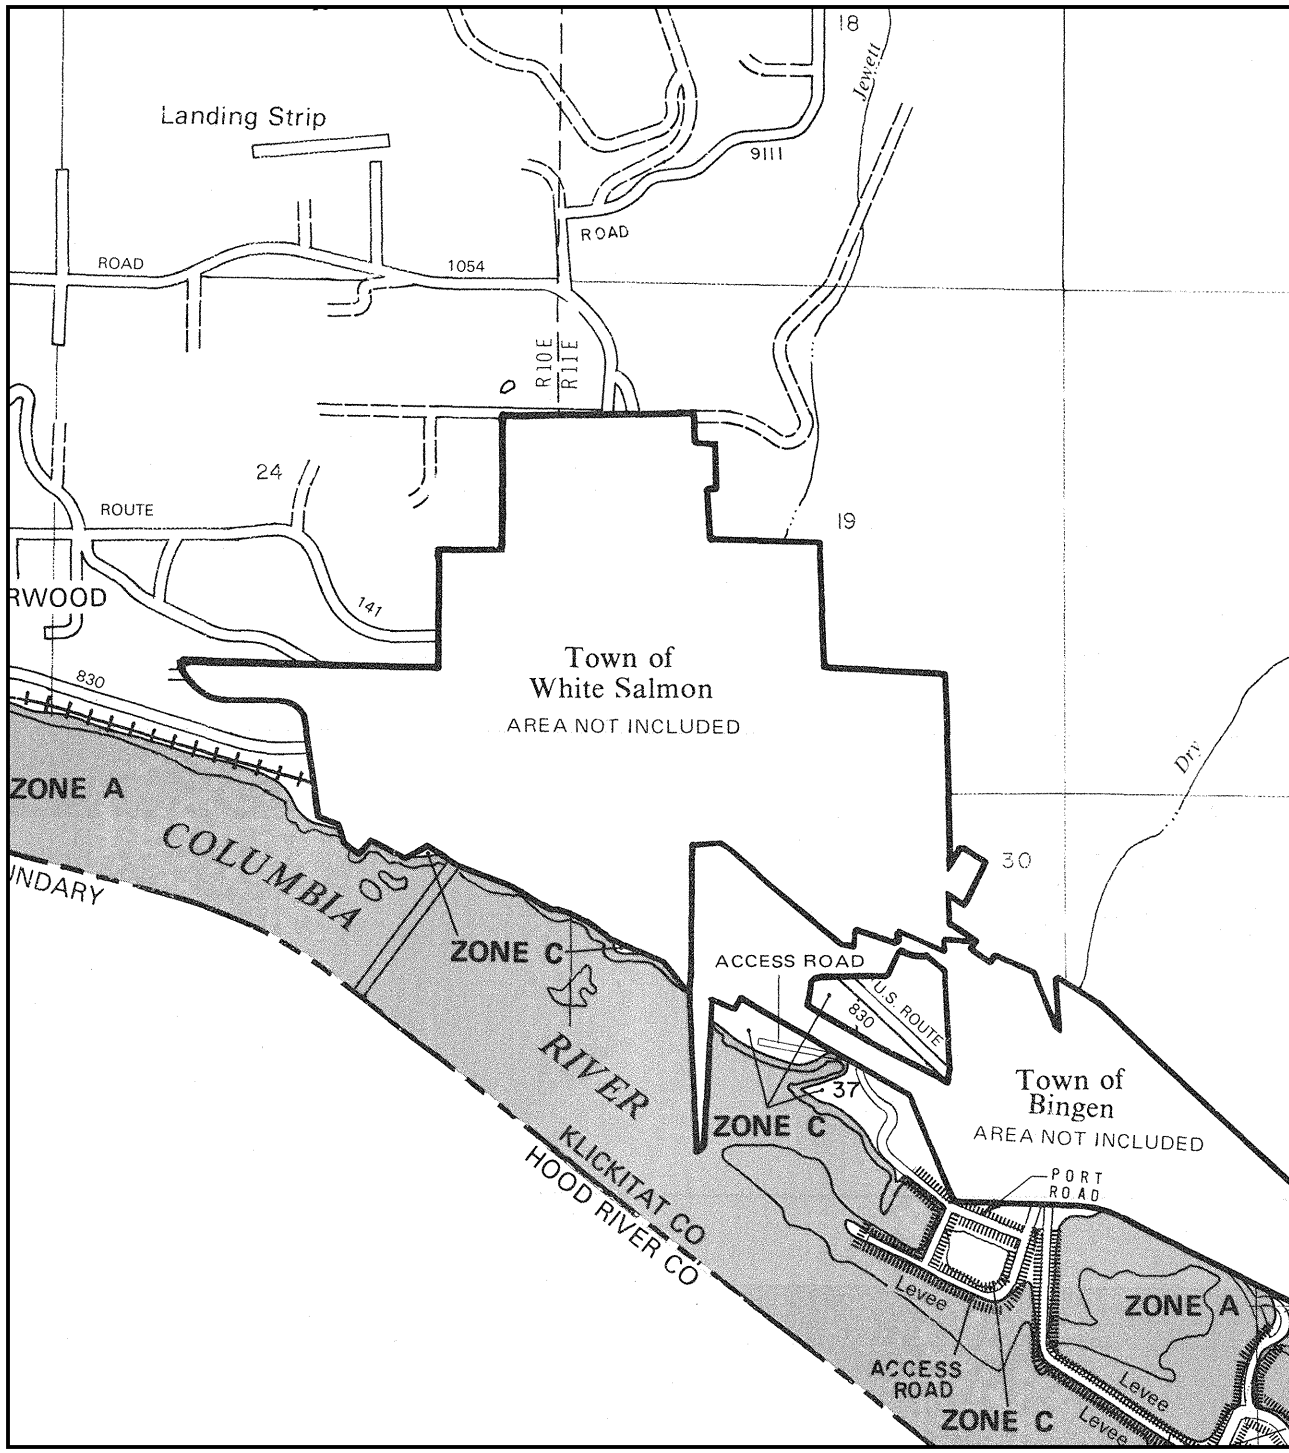 18
Jewett
Landing Strip
9111
ROAD
ROAD
1054
R10E
R11E
24
ROUTE
19
141
RWOOD
Town of
White Salmon
AREA NOT INCLUDED
830
Dry
ZONE A
COLUMBIA
30
UNDARY
ZONE C
ACCESS ROAD
U.S. ROUTE
830
RIVER
37
Town of
Bingen
ZONE C
AREA NOT INCLUDED
KLICKITAT CO
HOOD RIVER CO
PORT
ROAD
Levee
ZONE A
ACCESS
ROAD
Levee
ZONE C
Levee